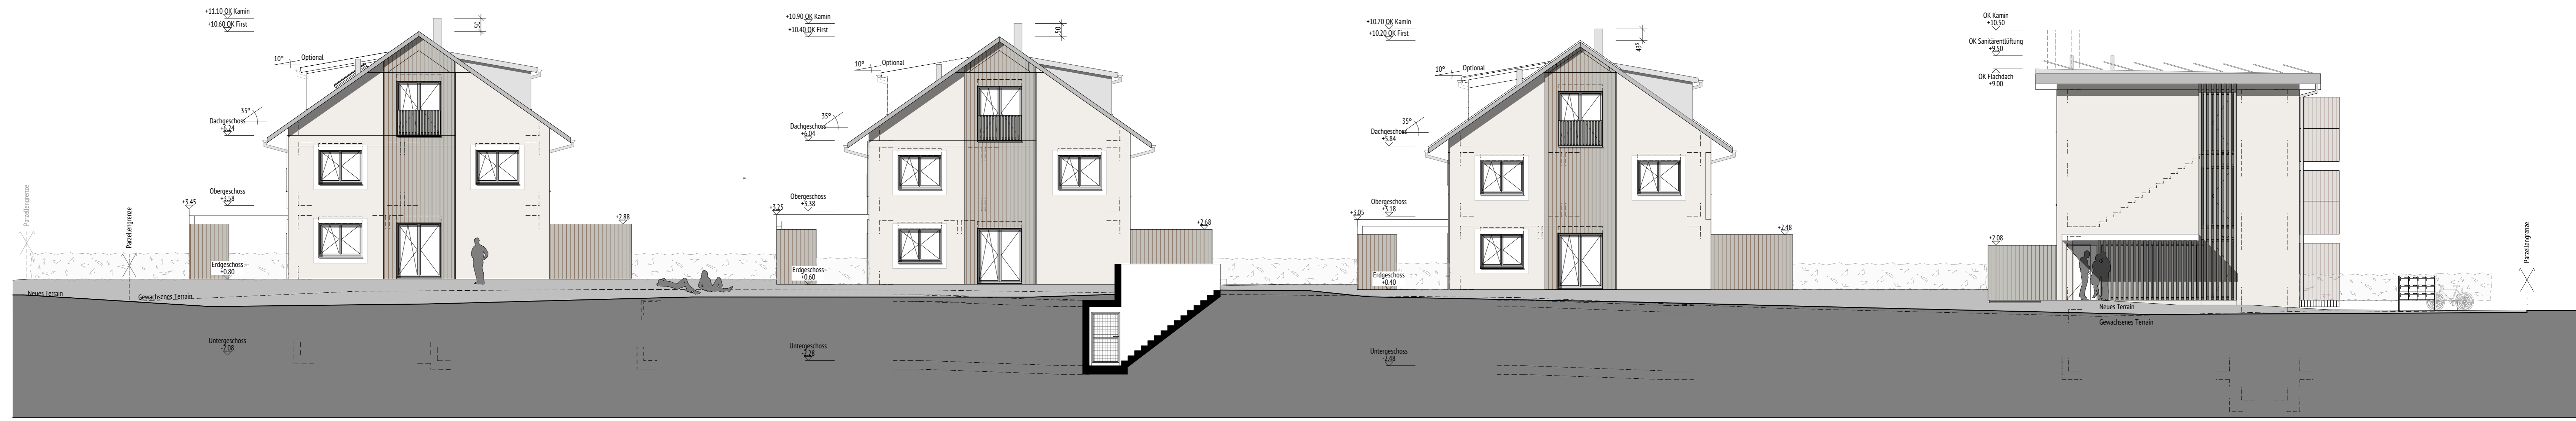 Parzellengrenze
Parzellengrenze
+11.10 OK Kamin
+10.60 OK First
50
10°
Optional
35°
Dachgeschoss
+6.24
Obergeschoss
+3.58
+3.45
+2.88
Erdgeschoss
+0.80
Neues Terrain
Gewachsenes Terrain
Untergeschoss
-2.08
+10.90 OK Kamin
+10.40 OK First
50
10°
Optional
35°
Dachgeschoss
+6.04
Obergeschoss
+3.38
+3.25
+2.68
Erdgeschoss
+0.60
Untergeschoss
-2.28
+10.70 OK Kamin
+10.20 OK First
10°
Optional
35°
Dachgeschoss
+5.84
Obergeschoss
+3.18
+3.05
+2.48
Erdgeschoss
+0.40
Untergeschoss
-2.48
OK Kamin
+10.50
OK Sanitärentlüftung
+9.50
OK Flachdach
+9.00
+2.08
Neues Terrain
Gewachsenes Terrain
Parzellengrenze